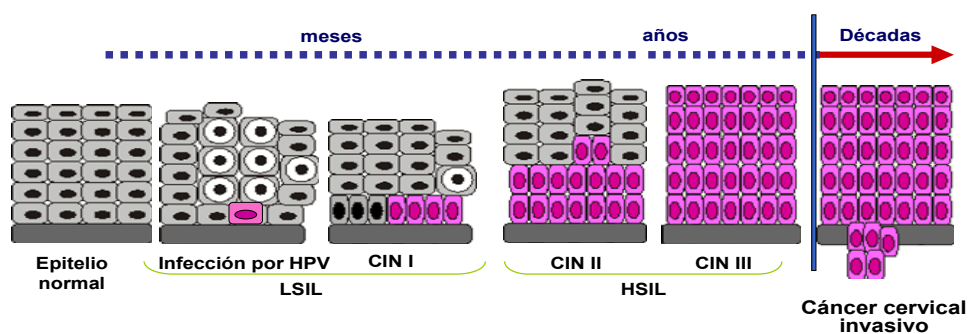 meses
años
Décadas
Epitelio
normal
Infección por HPV
CIN I
CIN II
CIN III
LSIL
HSIL
Cáncer cervical
invasivo